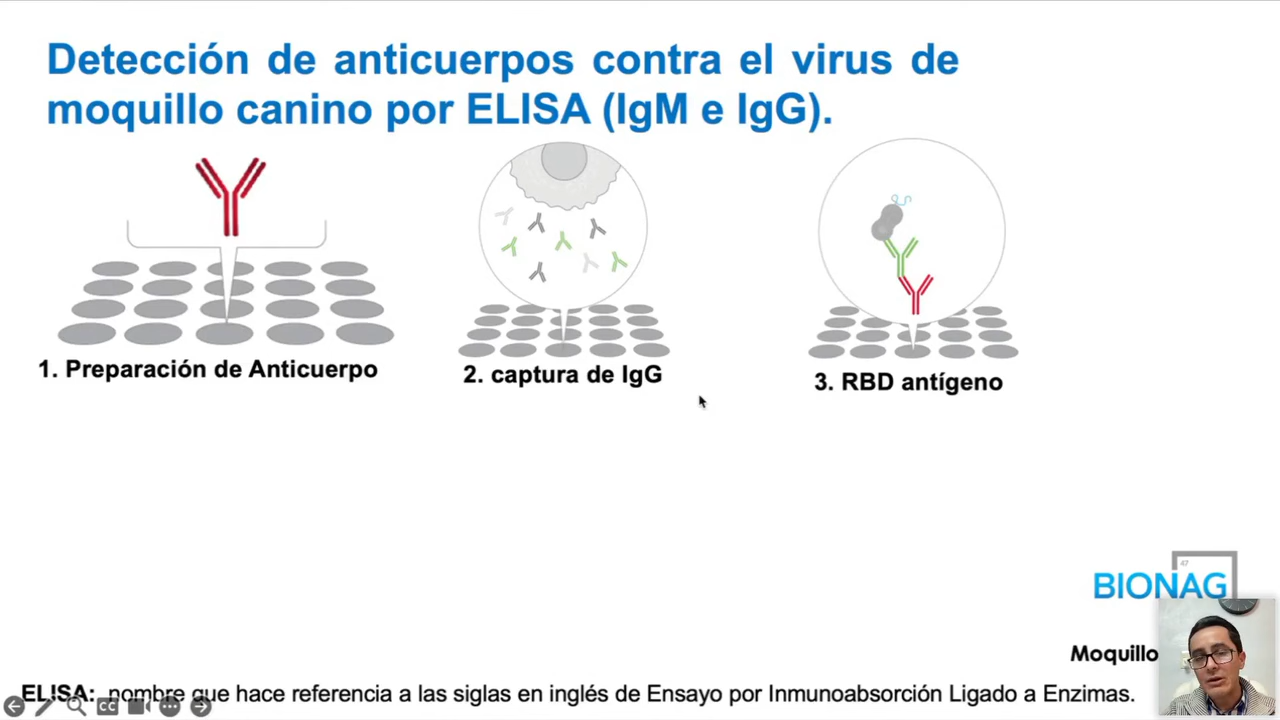 Detección de anticuerpos contra el virus de
moquillo canino por ELISA (IgM e IgG).
1. Preparación de Anticuerpo
2. captura de IgG
3. RBD antígeno
47
BIONAG
Moquillo
ELISA: nombre que hace referencia a las siglas en inglés de Ensayo por Inmunoabsorción Ligado a Enzimas.
CC